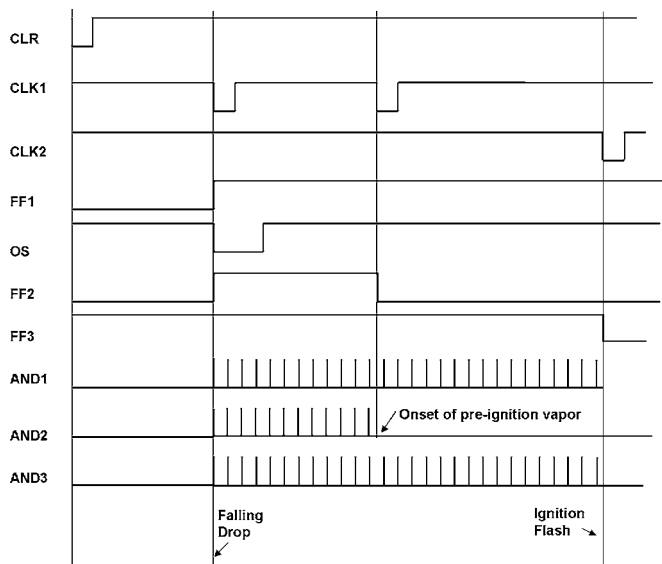 CLR
CLK1
CLK2
FF1
OS
FF2
FF3
AND1
Onset of pre-ignition vapor
AND2
AND3
Falling
Drop
Ignition
Flash